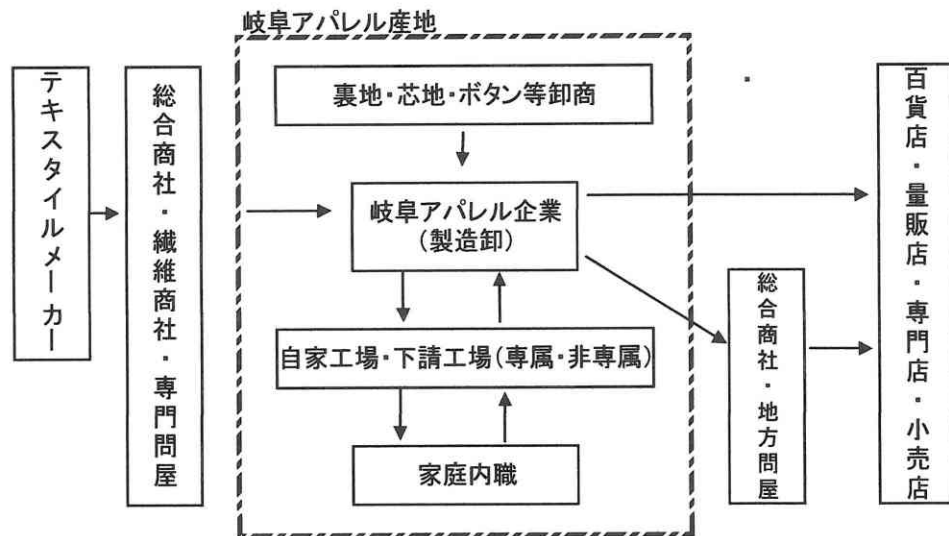 岐阜アパレル産地
テキスタイルメーカー
総合商社・繊維商社・専門問屋
裏地・芯地・ボタン等卸商
岐阜アパレル企業
(製造卸)
自家工場・下請工場(専属・非専属)
家庭内職
総合商社・地方問屋
百貨店・量販店・専門店・小売店